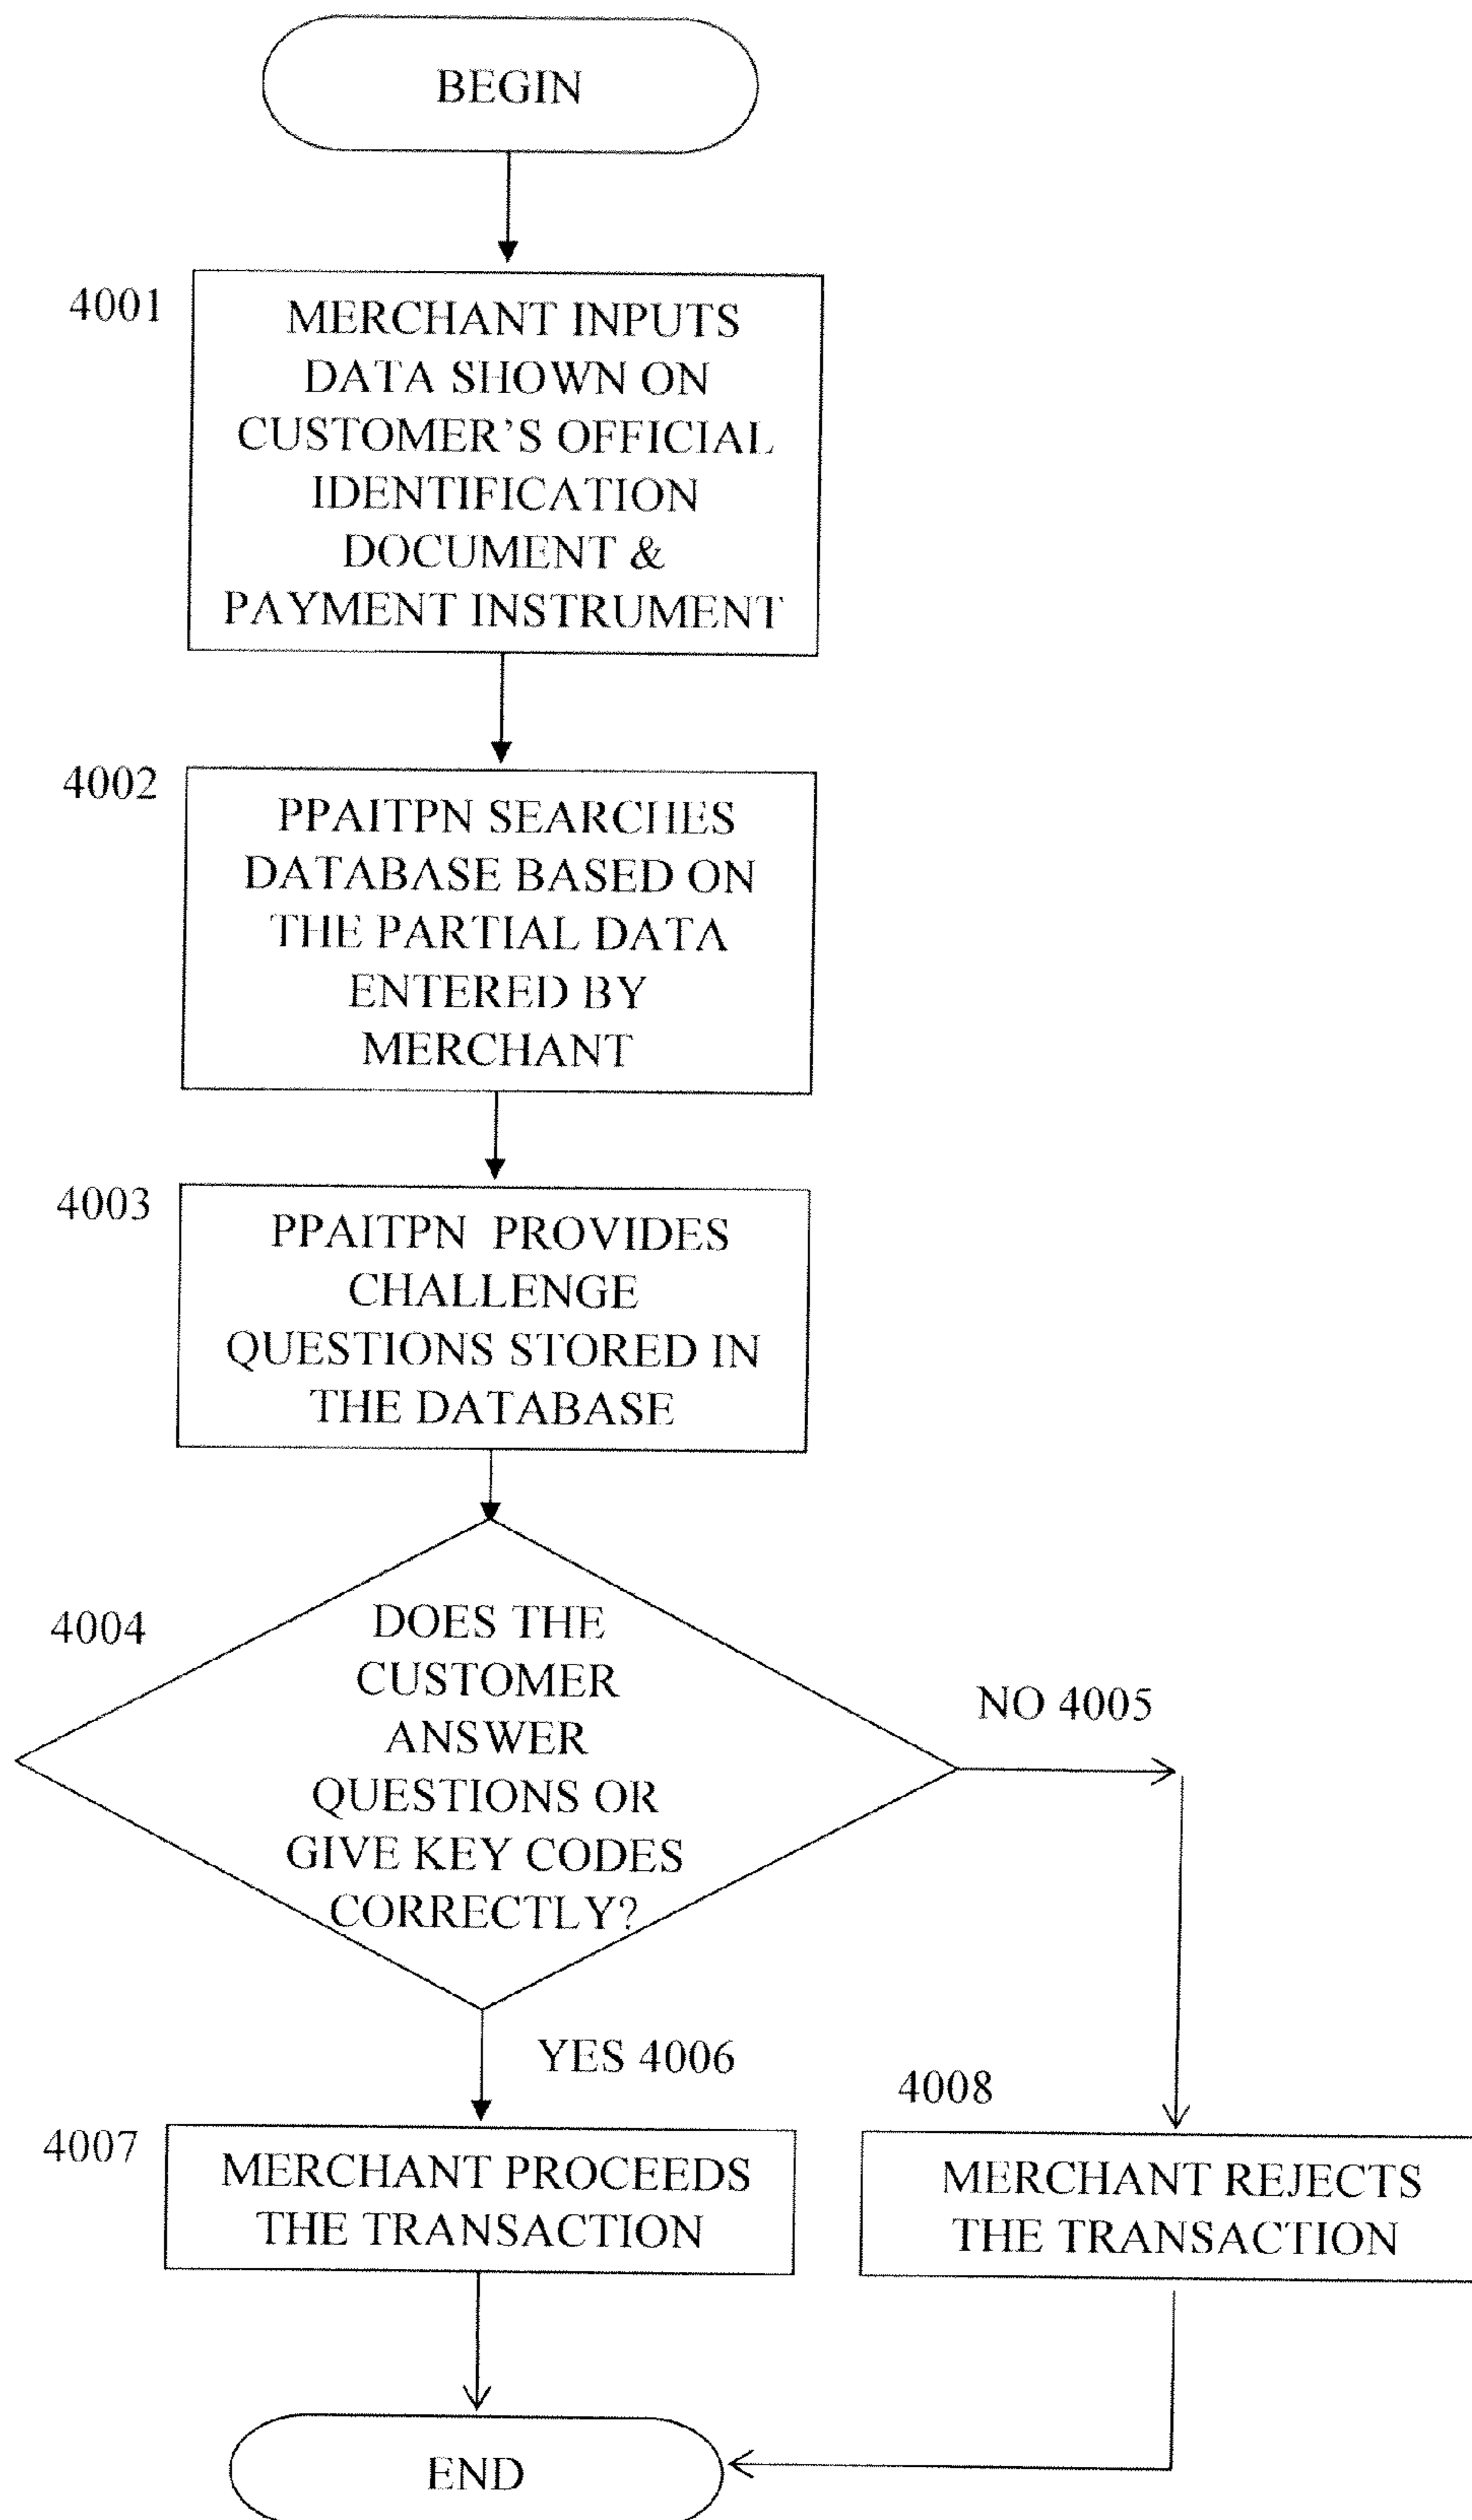 BEGIN
4001
MERCHANT INPUTS
DATA SHOWN ON
CUSTOMER'S OFFICIAL
IDENTIFICATION
DOCUMENT &
PAYMENT INSTRUMENT
4002
PPAITPN SEARCHES
DATABASE BASED ON
THE PARTIAL DATA
ENTERED BY
MERCHANT
4003
PPAITPN PROVIDES
CHALLENGE
QUESTIONS STORED IN
THE DATABASE
4004
DOES THE
CUSTOMER
ANSWER
QUESTIONS OR
GIVE KEY CODES
CORRECTLY?
NO 4005
YES 4006
4007
MERCHANT PROCEEDS
THE TRANSACTION
4008
MERCHANT REJECTS
THE TRANSACTION
END